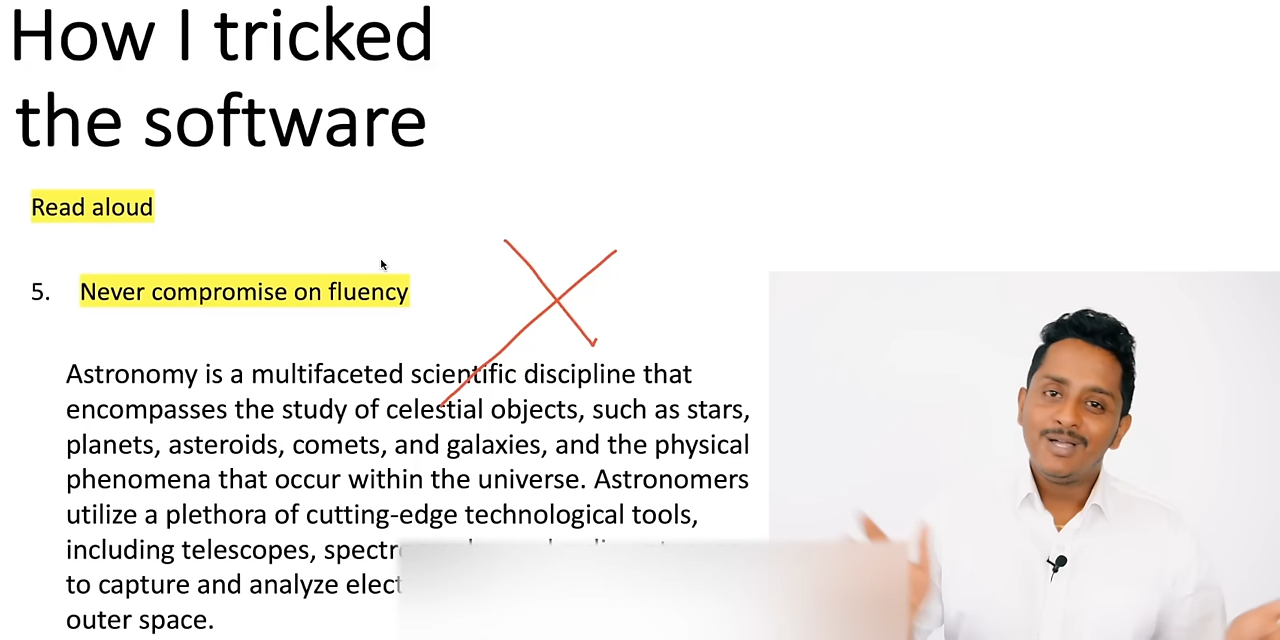 How I tricked
the software
Read aloud
5. Never compromise on fluency
Astronomy is a multifaceted scientific discipline that
encompasses the study of celestial objects, such as stars,
planets, asteroids, comets, and galaxies, and the physical
phenomena that occur within the universe. Astronomers
utilize a plethora of cutting-edge technological tools,
including telescopes,
to capture and analyze
outer space.